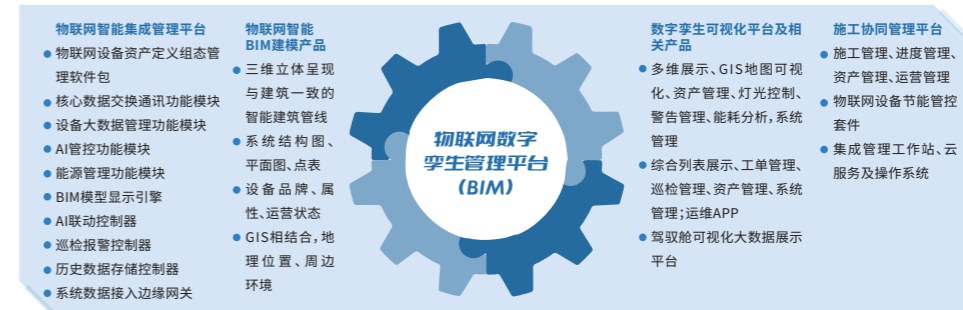 物联网智能集成管理平台
物联网设备资产定义组态管
理软件包
核心数据交换通讯功能模块
设备大数据管理功能模块
AI管控功能模块
能源管理功能模块
BIM模型显示引擎
AI联动控制器
巡检报警控制器
历史数据存储控制器
系统数据接入边缘网关
物联网智能
BIM建模产品
三维立体呈现
与建筑一致的
智能建筑管线
系统结构图、
平面图、点表
设备品牌、属
性、运营状态
GIS相结合，地
理位置、周边
环境
物联网数字
孪生管理平台
（BIM）
数字孪生可视化平台及相
关产品
多维展示、GIS地图可视
化、资产管理、灯光控制、
警告管理、能耗分析，系统
管理
综合列表展示、工单管理、
巡检管理、资产管理、系统
管理；运维APP
驾驭舱可视化大数据展示
平台
施工协同管理平台
施工管理、进度管理、
资产管理、运营管理
物联网设备节能管控
套件
集成管理工作站、云
服务及操作系统